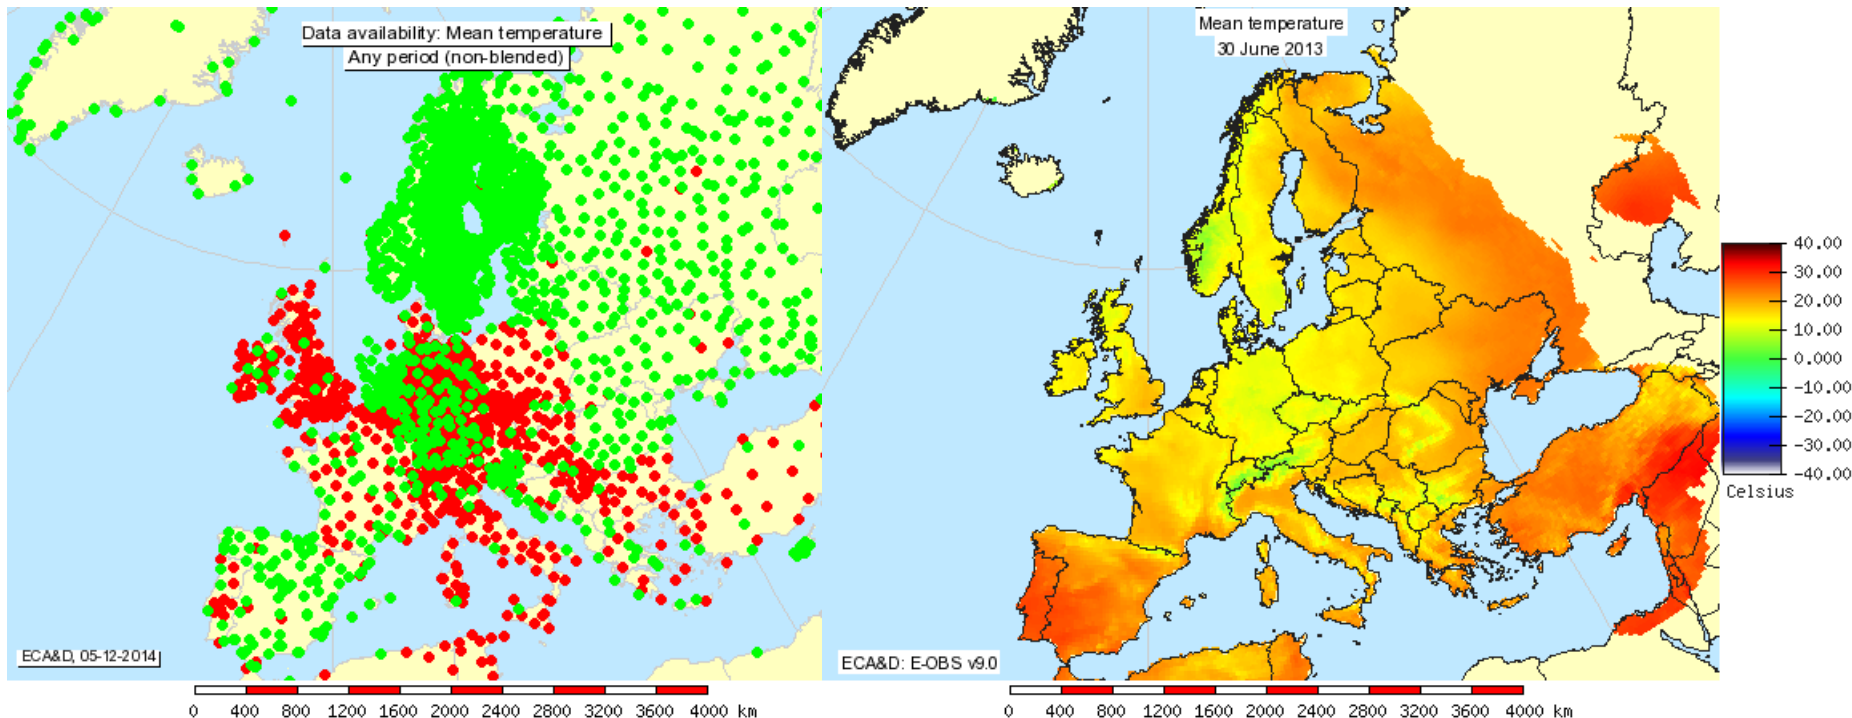 Data availability: Mean temperature
Any period (non-blended)
ECA&D, 05-12-2014
0 400 800 1200 1600 2000 2400 2800 3200 3600 4000 km
Mean temperature
30 June 2013
ECA&D: E-OBS v9.0
0 400 800 1200 1600 2000 2400 2800 3200 3600 4000 km
40.00
30.00
20.00
10.00
0.000
-10.00
-20.00
-30.00
-40.00
Celsius